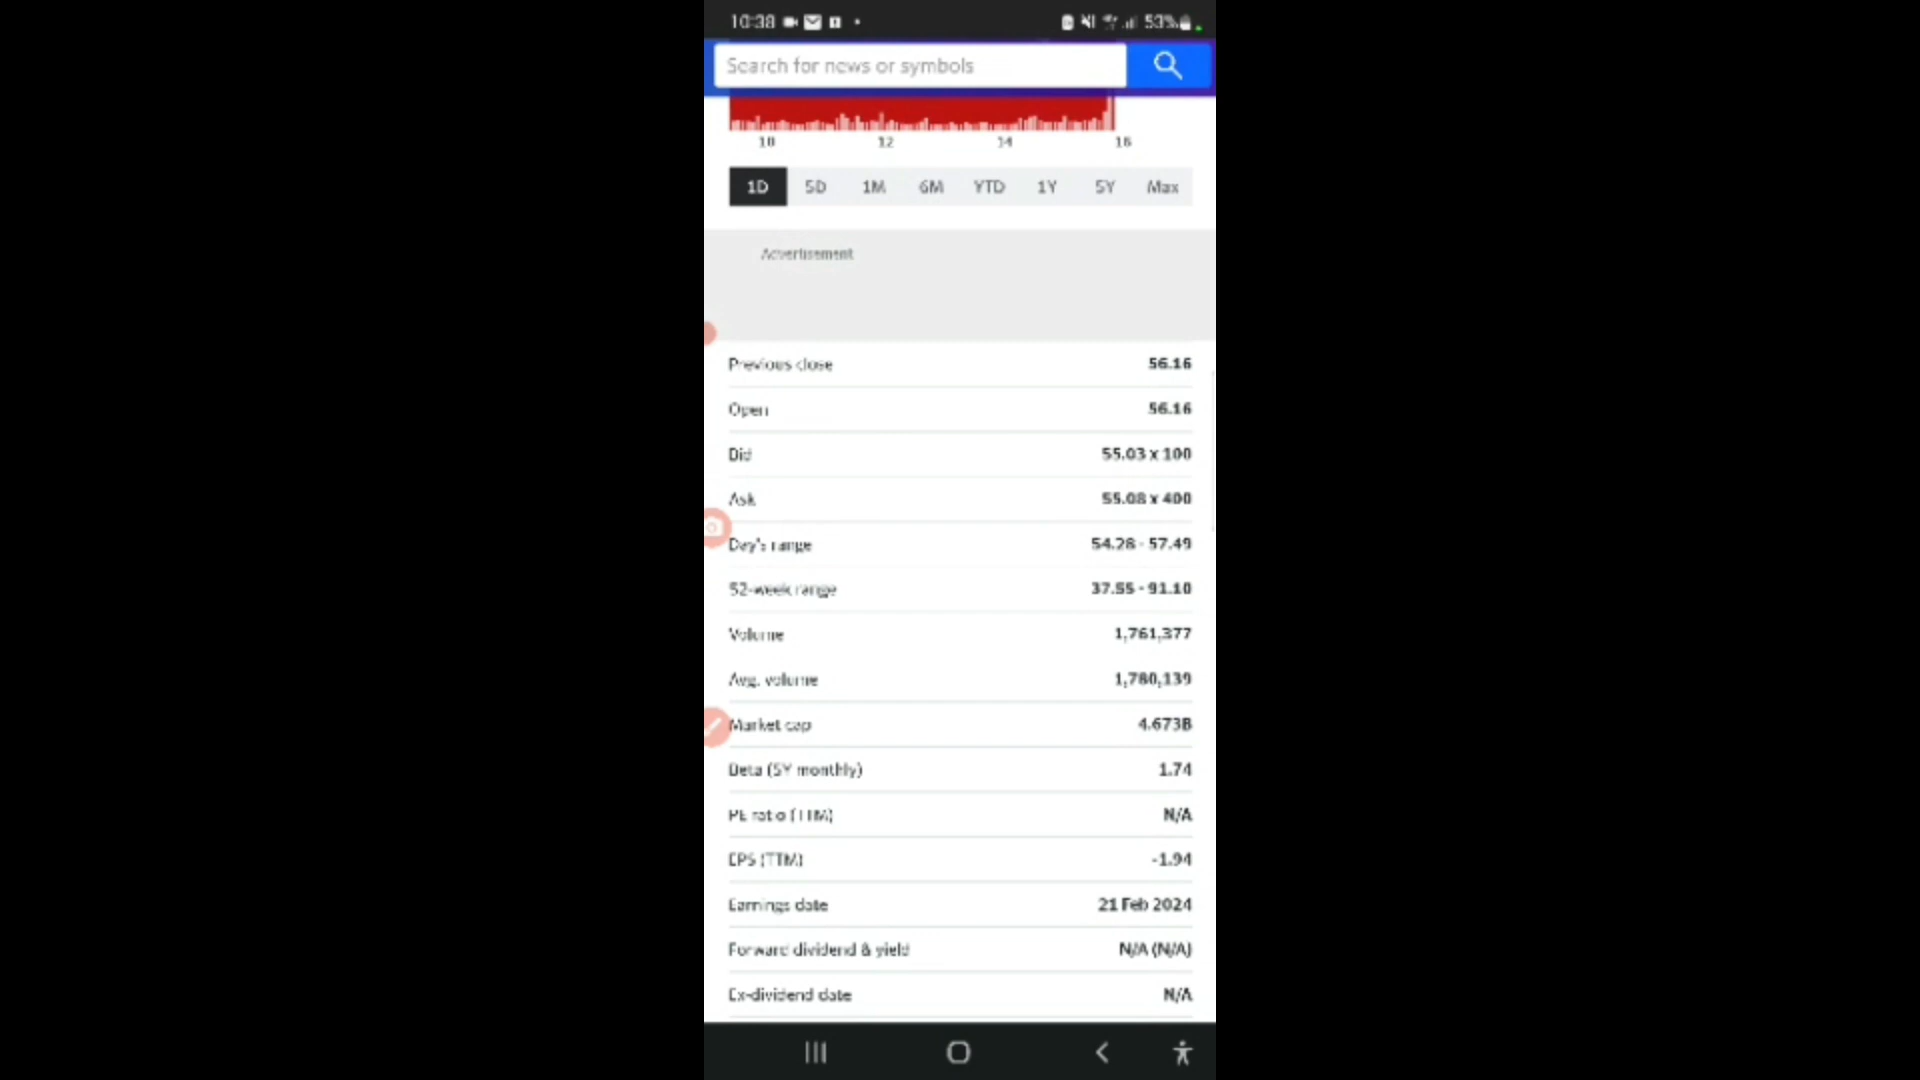 10:38 53%
Search for news or symbols
10 12 14 16
1D 5D 1M 6M YTD 1Y 5Y Max
Advertisement
Previous close 56.16
Open 56.16
Bid 55.03 x 100
Ask 55.08 x 400
Day's range 54.28 - 57.49
52-week range 37.55 - 91.10
Volume 1,761,377
Avg. volume 1,780,139
Market cap 4.673B
Beta (5Y monthly) 1.74
PE ratio (TTM) N/A
EPS (TTM) -1.94
Earnings date 21 Feb 2024
Forward dividend & yield N/A (N/A)
Ex-dividend date N/A